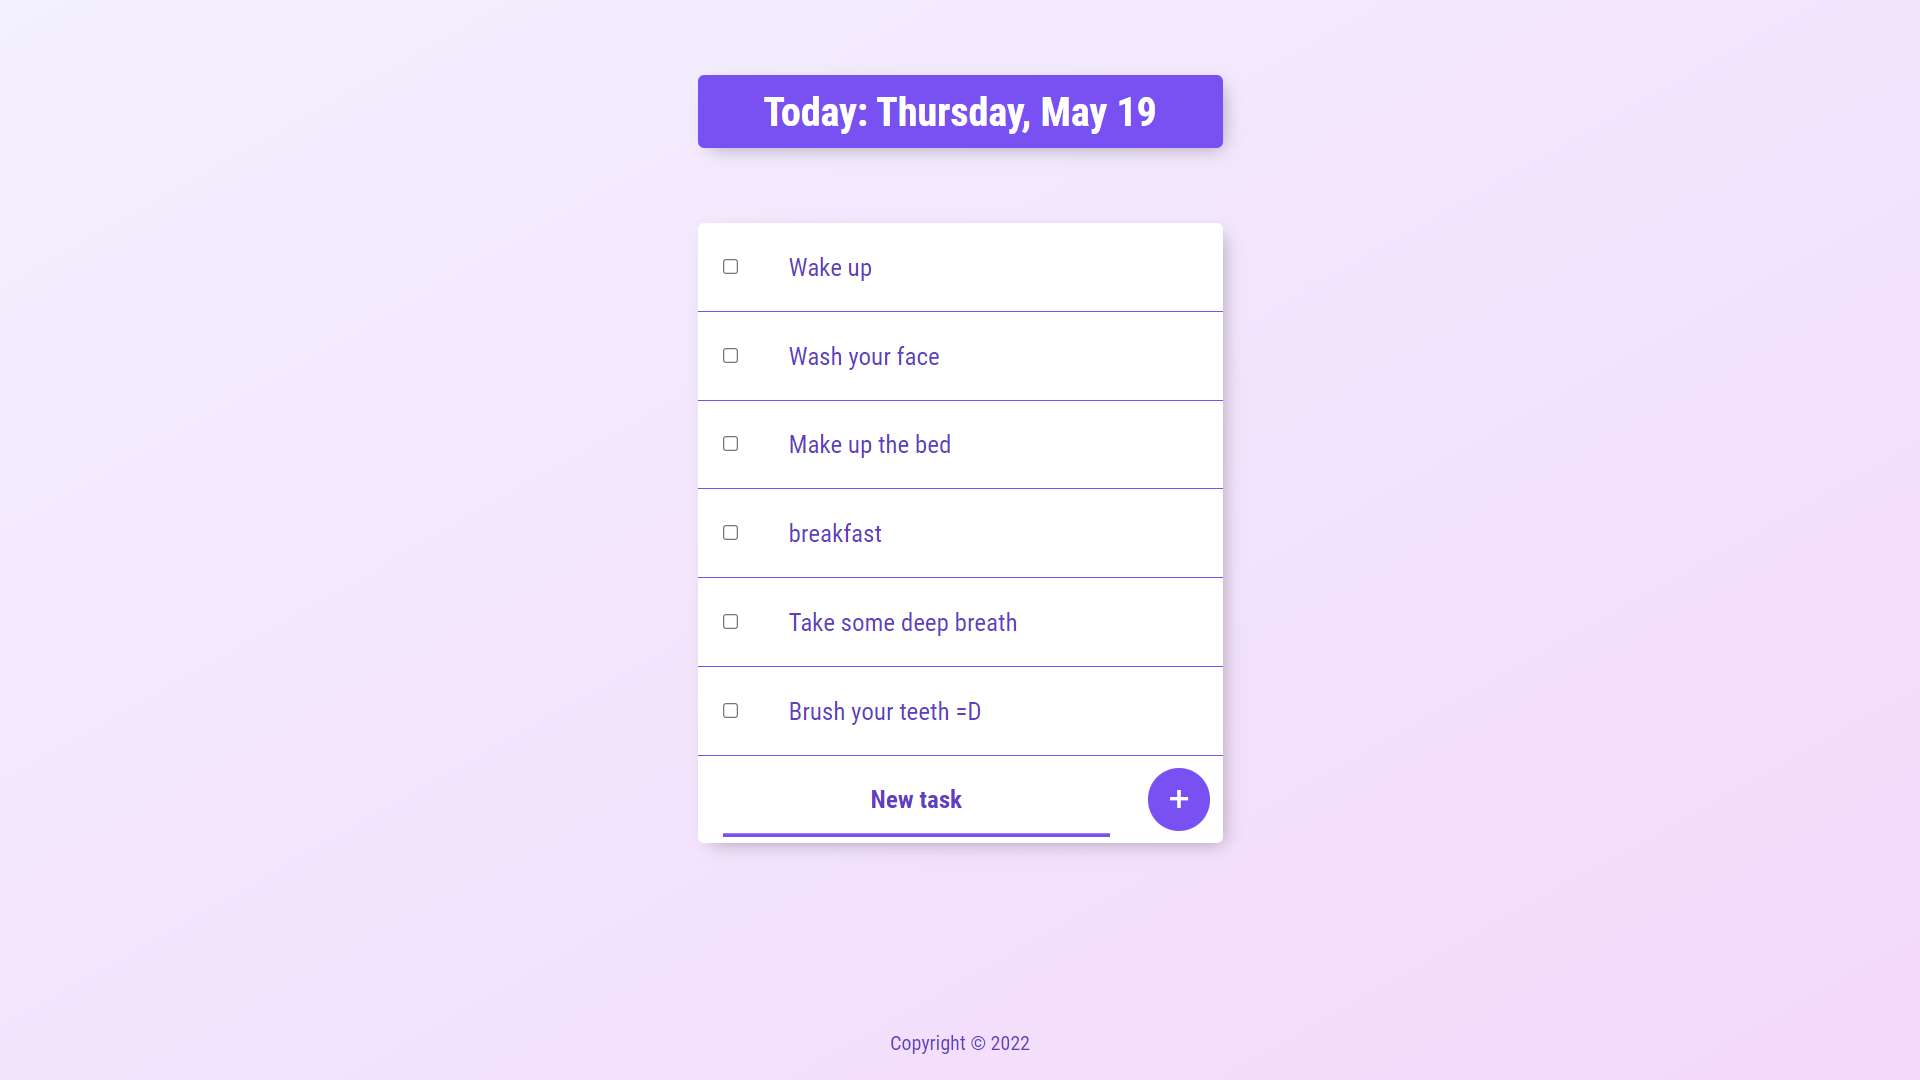 Today: Thursday, May 19
Wake up
Wash your face
Make up the bed
breakfast
Take some deep breath
Brush your teeth =D
New task
+
Copyright © 2022